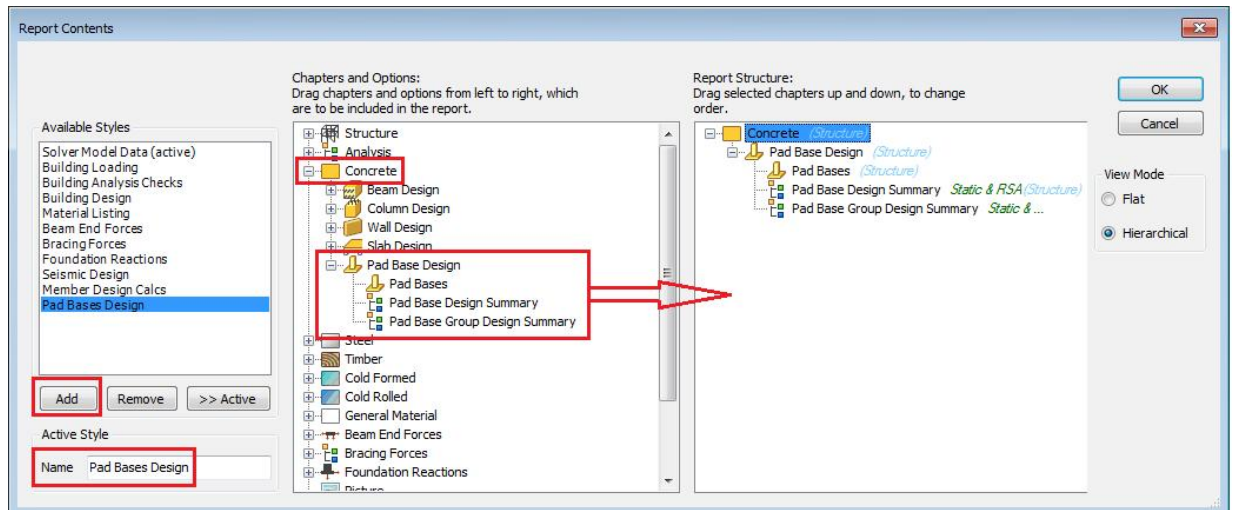 Report Contents
Chapters and Options:
Drag chapters and options from left to right, which
are to be included in the report.
Report Structure:
Drag selected chapters up and down, to change
order.
OK
Cancel
Available Styles
Solver Model Data (active)
Building Loading
Building Analysis Checks
Building Design
Material Listing
Beam End Forces
Bracing Forces
Foundation Reactions
Seismic Design
Member Design Calcs
Pad Bases Design
Add
Remove
>> Active
Active Style
Name Pad Bases Design
Structure
Analysis
Concrete
Beam Design
Column Design
Wall Design
Slab Design
Pad Base Design
Pad Bases
Pad Base Design Summary
Pad Base Group Design Summary
Steel
Timber
Cold Formed
Cold Rolled
General Material
Beam End Forces
Bracing Forces
Foundation Reactions
Picture
Concrete (Structure)
Pad Base Design (Structure)
Pad Bases (Structure)
Pad Base Design Summary Static & RSA (Structure)
Pad Base Group Design Summary Static & ...
View Mode
Flat
Hierarchical